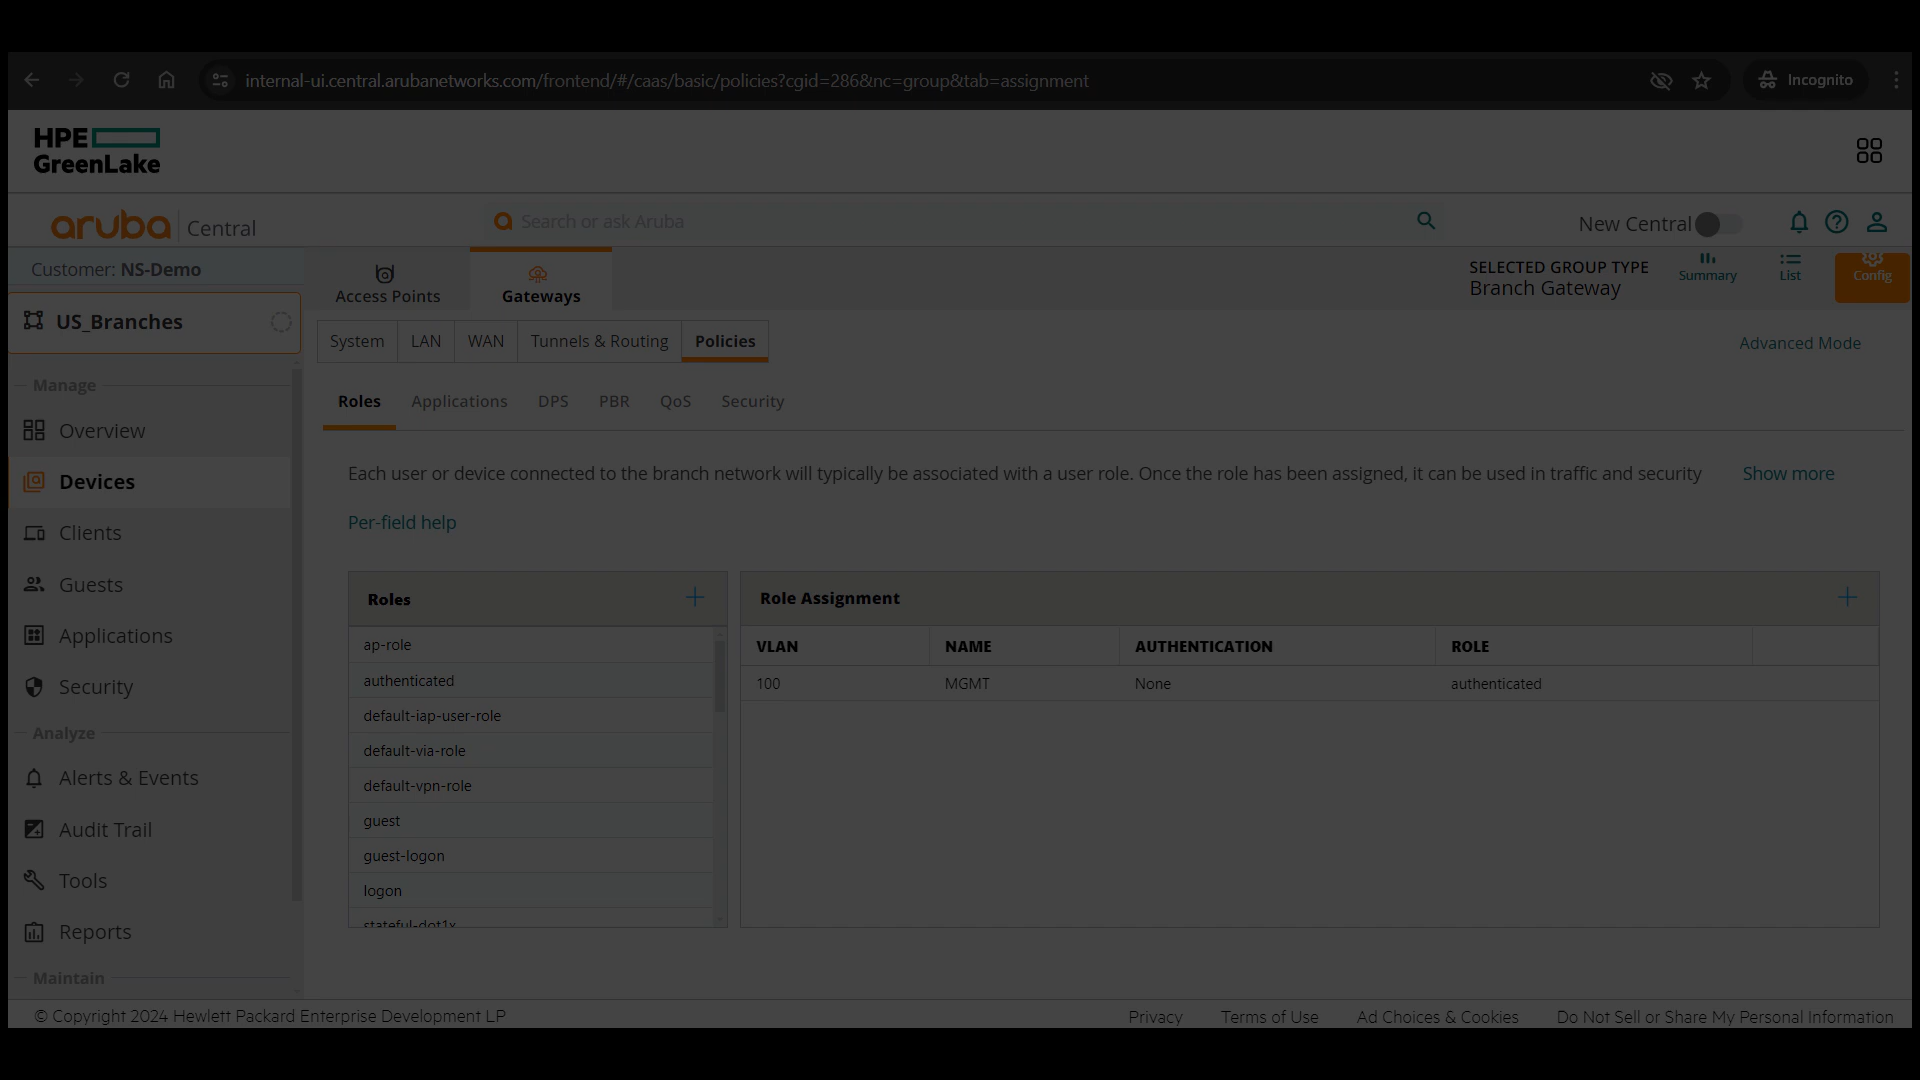 internal-ui.central.arubanetworks.com/frontend/#/caas/basic/policies?cgid=286&nc=group&tab=assignment
Incognito
HPE
GreenLake
aruba Central
Search or ask Aruba
New Central
Customer: NS-Demo
Access Points
Gateways
SELECTED GROUP TYPE
Branch Gateway
Summary
List
Config
US_Branches
System
LAN
WAN
Tunnels & Routing
Policies
Advanced Mode
Manage
Overview
Devices
Clients
Guests
Applications
Security
Analyze
Alerts & Events
Audit Trail
Tools
Reports
Maintain
Roles
Applications
DPS
PBR
QoS
Security
Each user or device connected to the branch network will typically be associated with a user role. Once the role has been assigned, it can be used in traffic and security
Show more
Per-field help
Roles
ap-role
authenticated
default-iap-user-role
default-via-role
default-vpn-role
guest
guest-logon
logon
stateful-dot1x
Role Assignment
VLAN NAME AUTHENTICATION ROLE
100 MGMT None authenticated
© Copyright 2024 Hewlett Packard Enterprise Development LP
Privacy
Terms of Use
Ad Choices & Cookies
Do Not Sell or Share My Personal Information